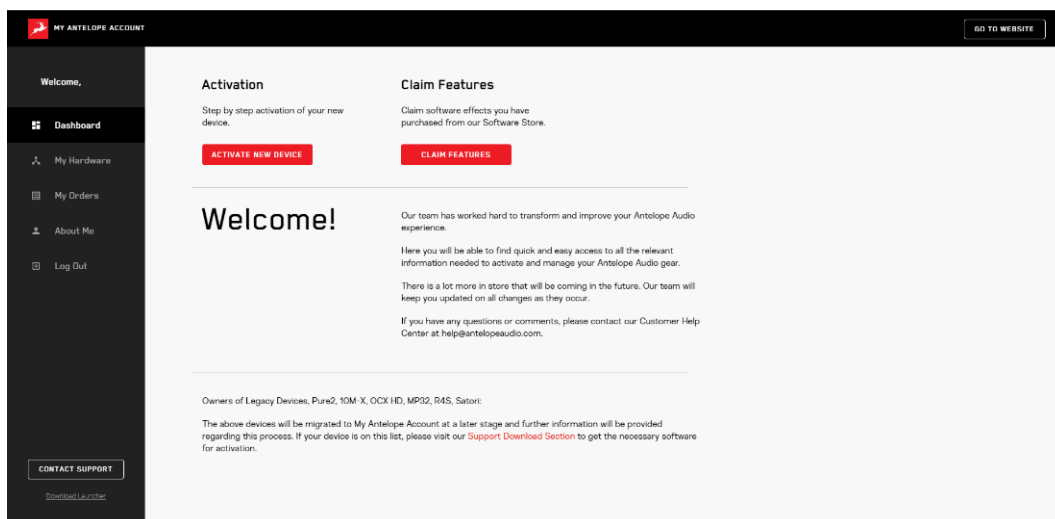 MY ANTELOPE ACCOUNT
GO TO WEBSITE
Welcome,
Dashboard
My Hardware
My Orders
About Me
Log Out
CONTACT SUPPORT
Download Launcher
Activation
Step by step activation of your new
device.
ACTIVATE NEW DEVICE
Claim Features
Claim software effects you have
purchased from our Software Store.
CLAIM FEATURES
Welcome!
Our team has worked hard to transform and improve your Antelope Audio
experience.
Here you will be able to find quick and easy access to all the relevant
information needed to activate and manage your Antelope Audio gear.
There is a lot more in store that will be coming in the future. Our team will
keep you updated on all changes as they occur.
If you have any questions or comments, please contact our Customer Help
Center at help@antelopeaudio.com.
Owners of Legacy Devices, Pure2, 10M-X, OCX HD, MP32, R4S, Satori:
The above devices will be migrated to My Antelope Account at a later stage and further information will be provided
regarding this process. If your device is on this list, please visit our Support Download Section to get the necessary software
for activation.